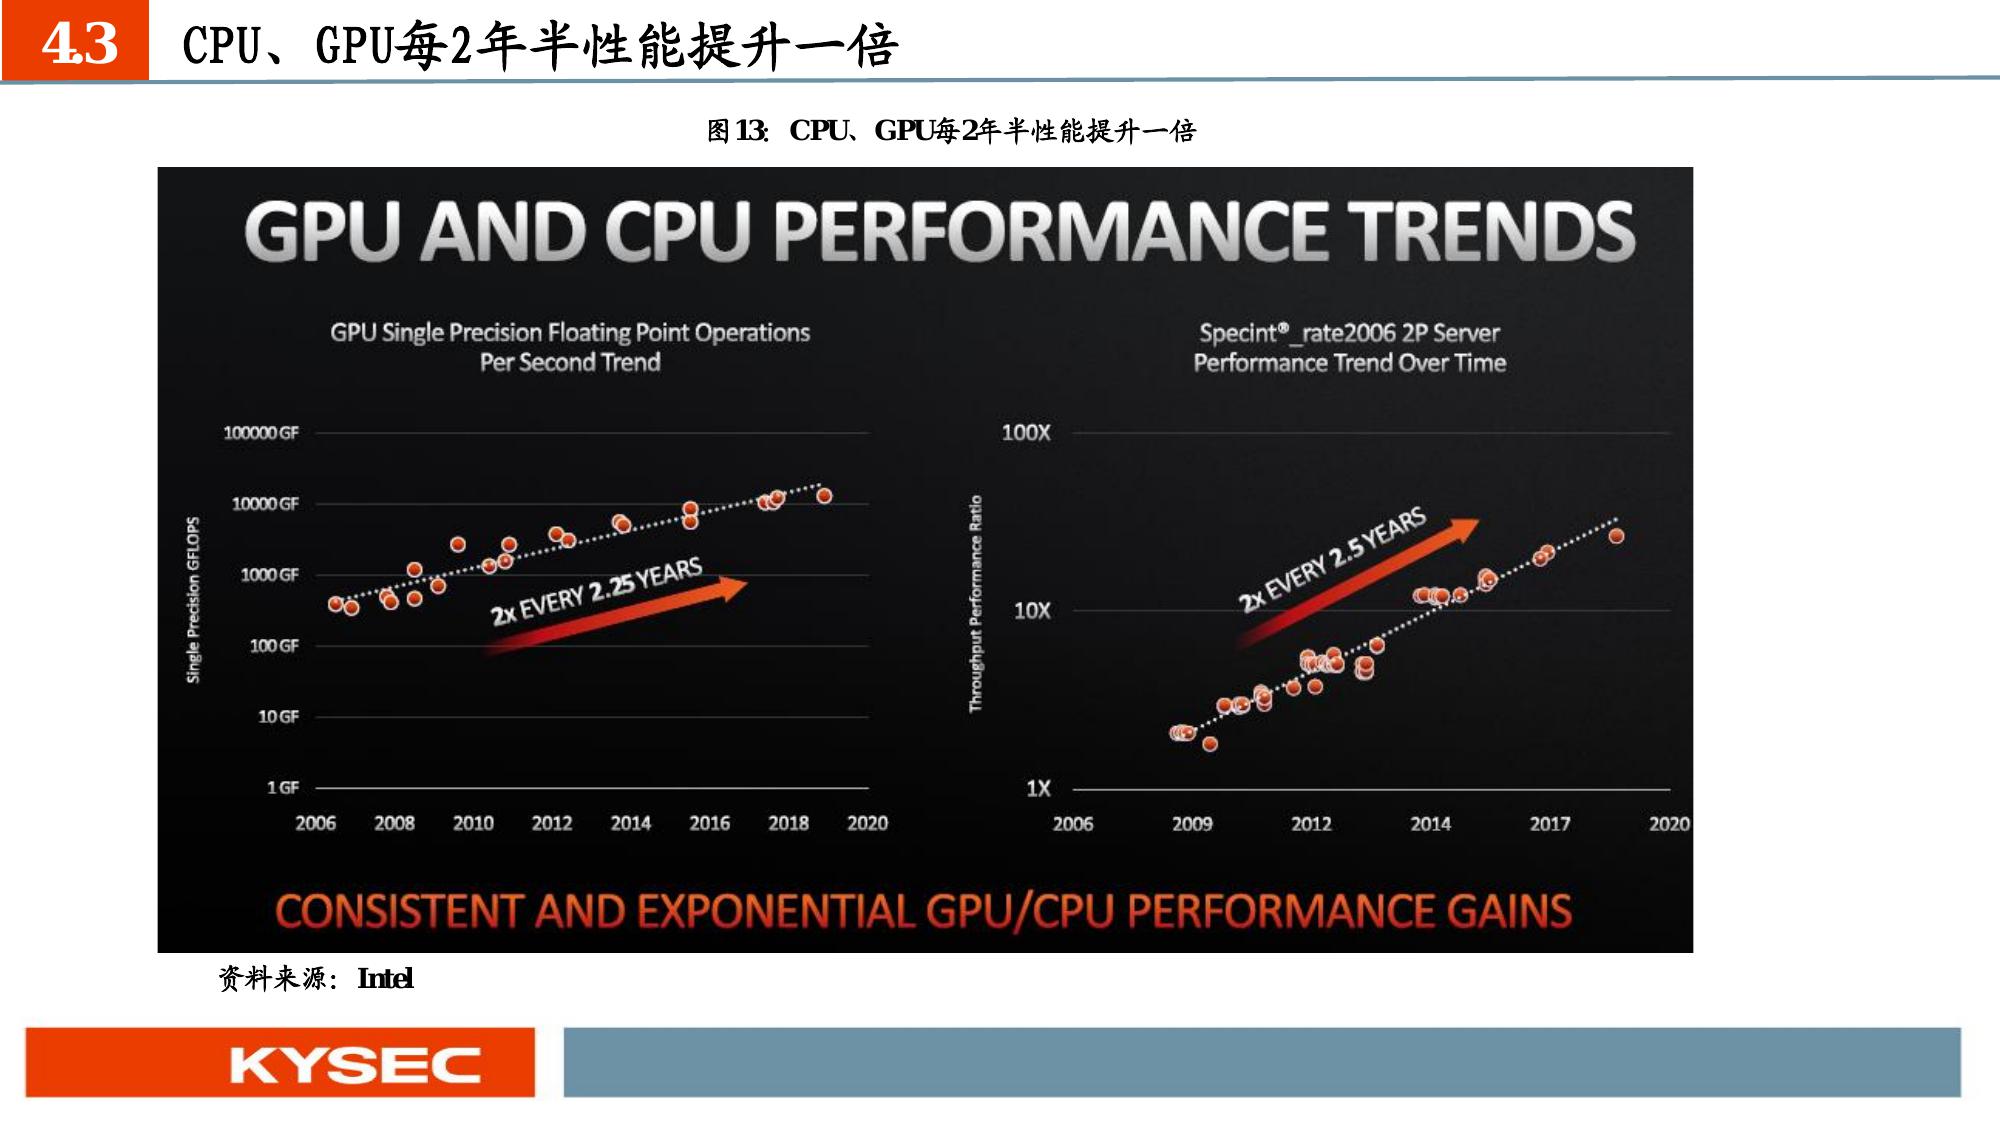 4.3
CPU、GPU每2年半性能提升一倍
图13: CPU、GPU每2年半性能提升一倍
GPU AND CPU PERFORMANCE TRENDS
GPU Single Precision Floating Point Operations
Per Second Trend
Single Precision GFLOPS
100000 GF
10000 GF
1000 GF
100 GF
10 GF
1 GF
2x EVERY 2.25 YEARS
2006 2008 2010 2012 2014 2016 2018 2020
Specint®_rate2006 2P Server
Performance Trend Over Time
Throughput Performance Ratio
100X
10X
1X
2x EVERY 2.5 YEARS
2006 2009 2012 2014 2017 2020
CONSISTENT AND EXPONENTIAL GPU/CPU PERFORMANCE GAINS
资料来源: Intel
KYSEC